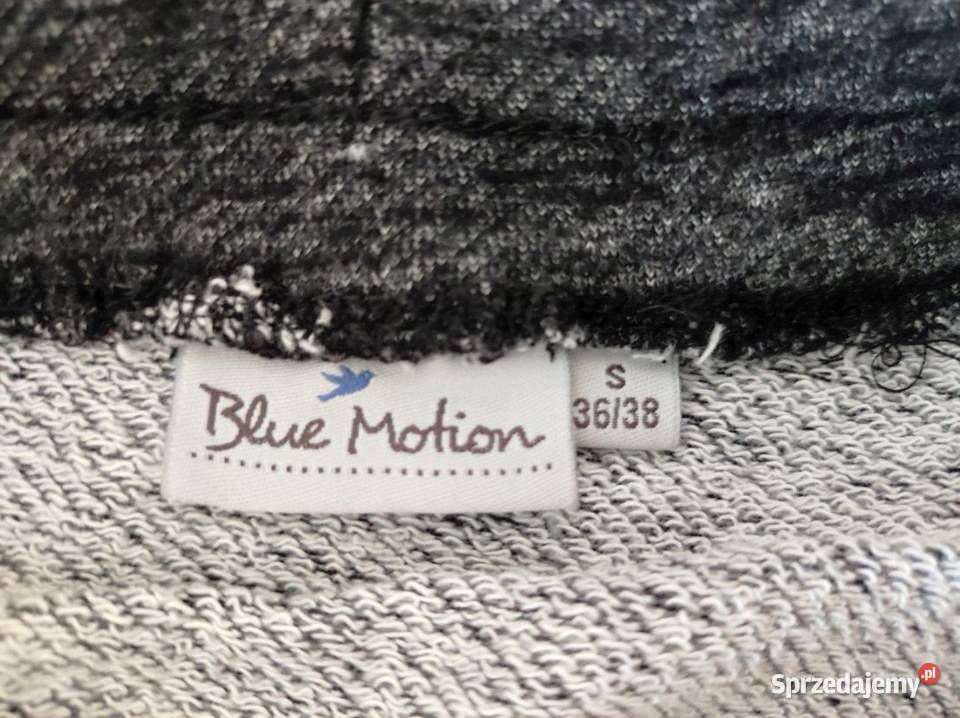 Blue Motion
S
36/38
Sprzedajemy.pl